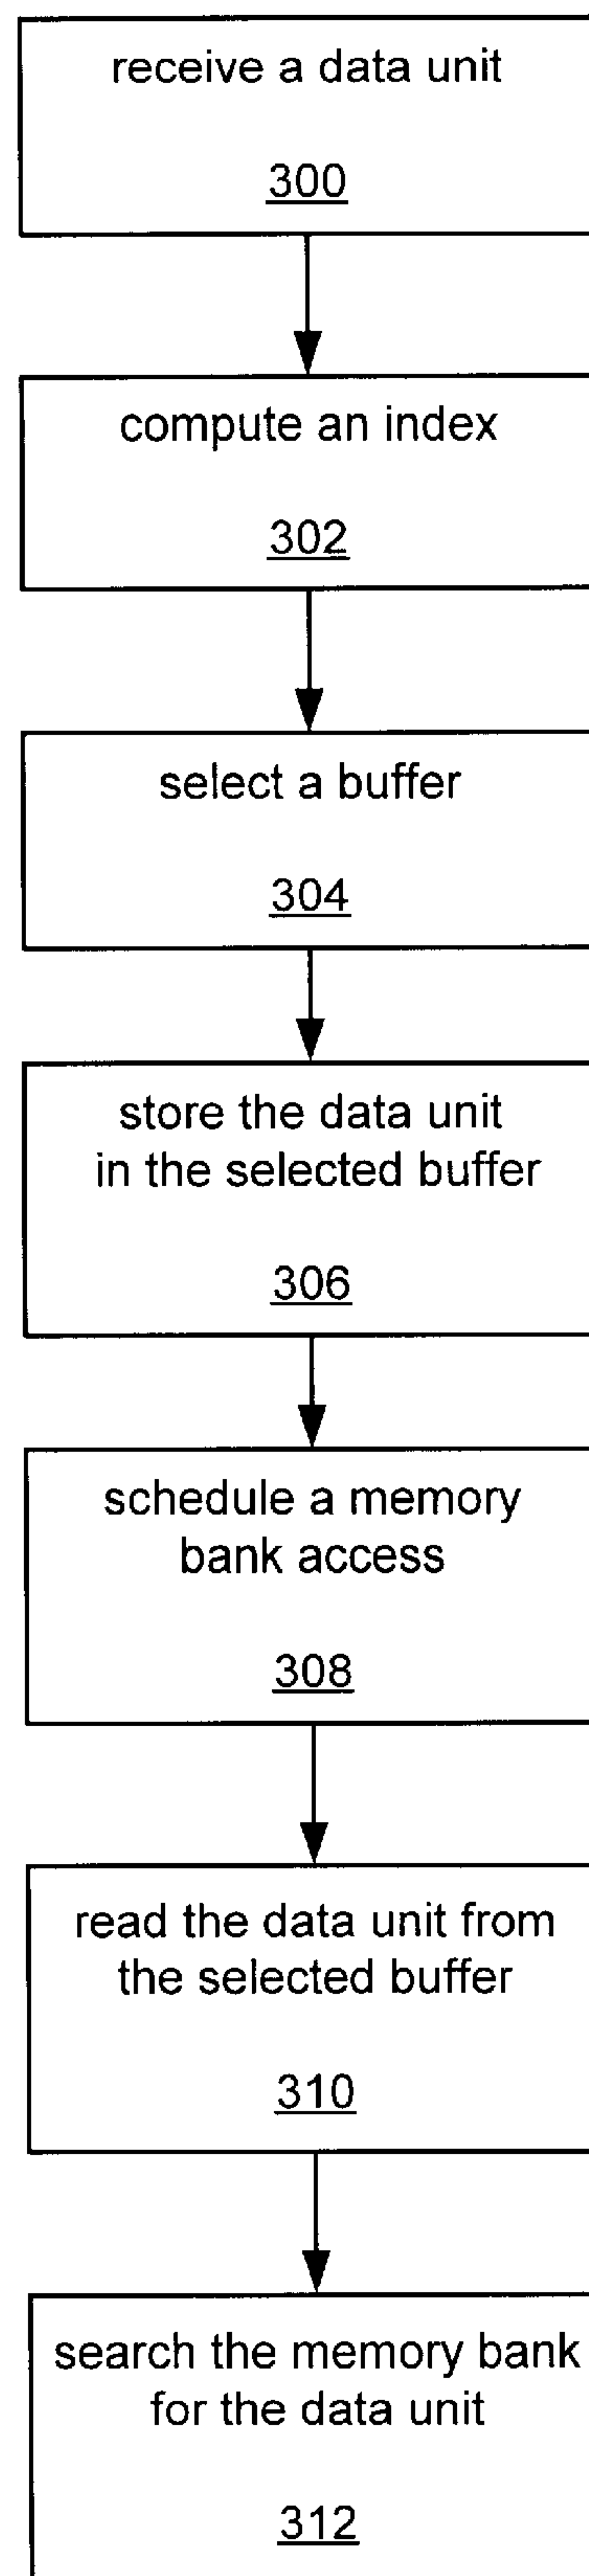 receive a data unit
300
compute an index
302
select a buffer
304
store the data unit
in the selected buffer
306
schedule a memory
bank access
308
read the data unit from
the selected buffer
310
search the memory bank
for the data unit
312